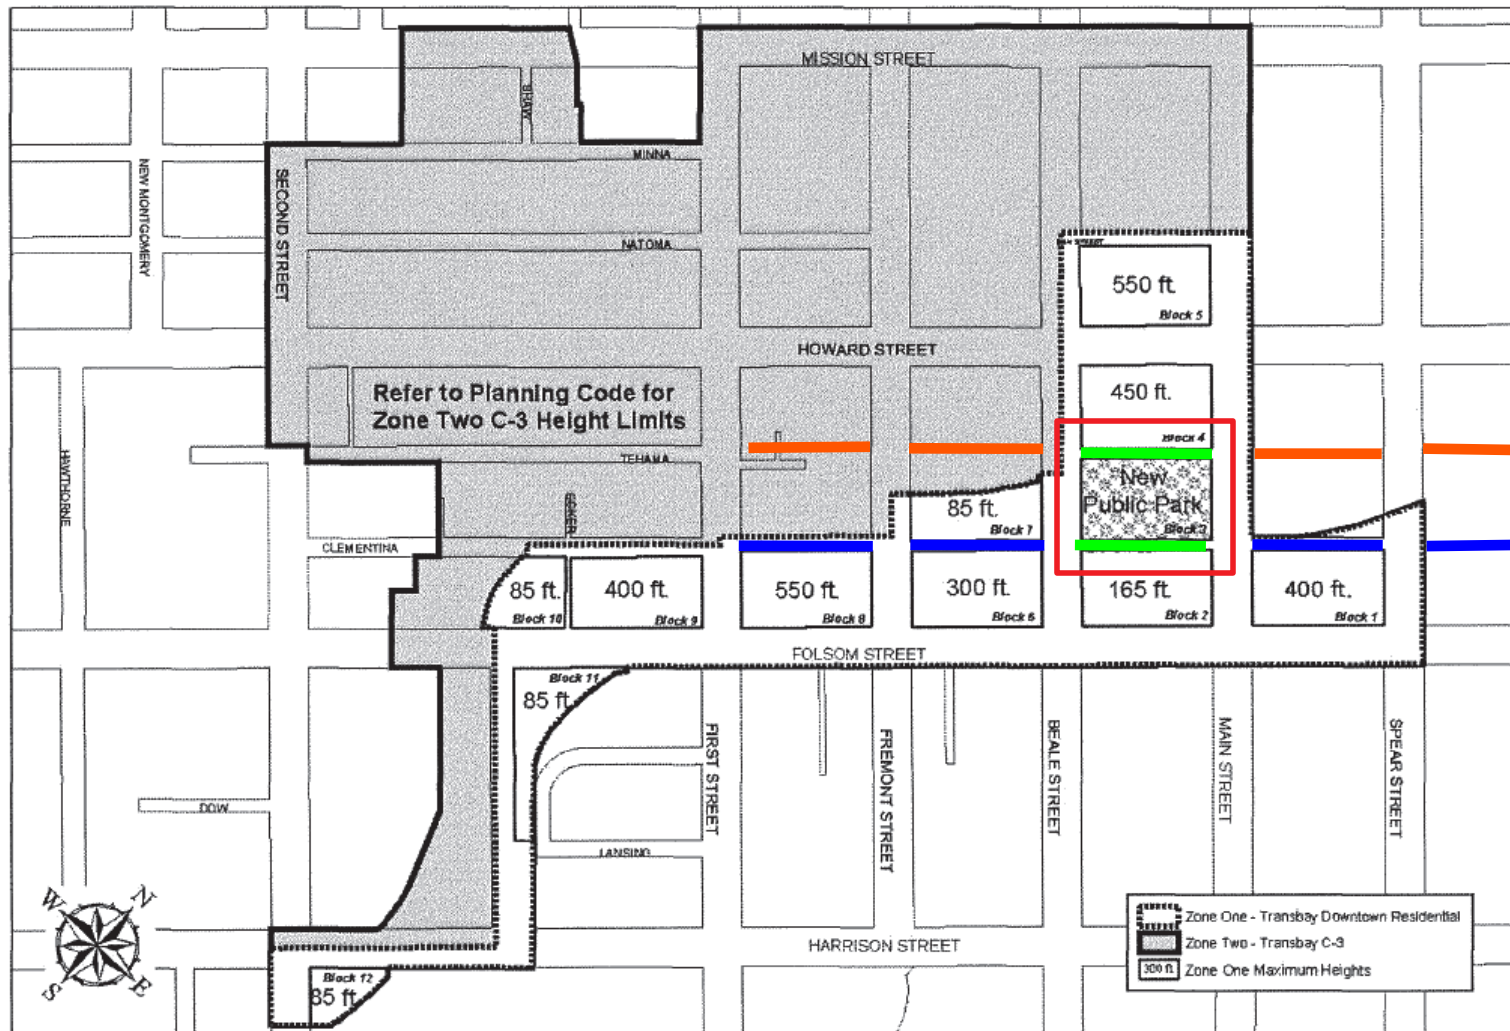 MISSION STREET
SHAW
MINNA
NEW MONTGOMERY
SECOND STREET
NATOMA
550 ft.
Block 5
HOWARD STREET
Refer to Planning Code for
Zone Two C-3 Height Limits
450 ft.
Block 4
TEHAMA
HAWTHORNE
New
Public Park
Block 3
ECKER
85 ft.
Block 7
CLEMENTINA
85 ft.
Block 10
400 ft.
Block 9
550 ft.
Block 8
300 ft.
Block 6
165 ft.
Block 2
400 ft.
Block 1
FOLSOM STREET
Block 11
85 ft.
FIRST STREET
FREMONT STREET
BEALE STREET
MAIN STREET
SPEAR STREET
DOW
LANSING
HARRISON STREET
Block 12
85 ft.
W
N
S
E
Zone One - Transbay Downtown Residential
Zone Two - Transbay C-3
300 ft.
Zone One Maximum Heights